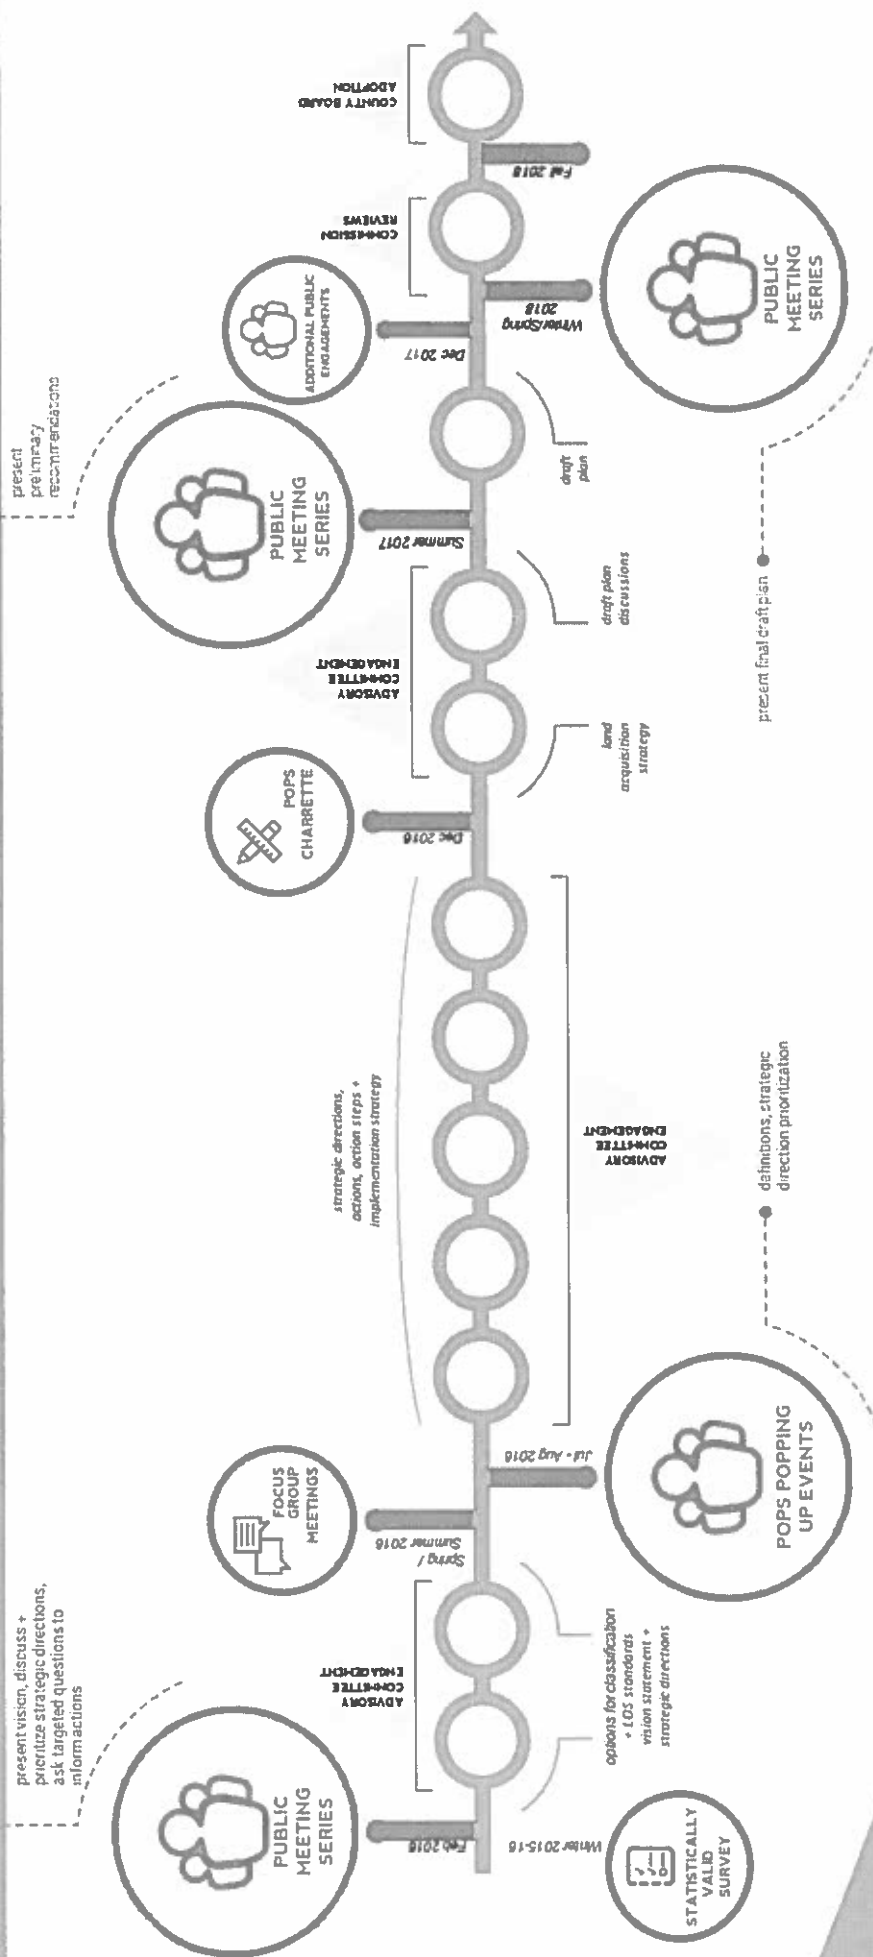 present vision, discuss +
prioritize strategic directions,
ask targeted questions to
inform actions
PUBLIC
MEETING
SERIES
Feb 2016
Winter 2015-16
STATISTICALLY
VALID
SURVEY
ADVISORY
COMMITTEE
ENGAGEMENT
options for classification
+ LOS standards
vision statement +
strategic directions
FOCUS
GROUP
MEETINGS
Spring /
Summer 2016
Jul - Aug 2016
POPS POPPING
UP EVENTS
definitions, strategic
direction prioritization
strategic directions,
actions, action steps +
implementation strategy
ADVISORY
COMMITTEE
ENGAGEMENT
POPS
CHARRETTE
Dec 2016
ADVISORY
COMMITTEE
ENGAGEMENT
land
acquisition
strategy
draft plan
discussions
present
preliminary
recommendations
PUBLIC
MEETING
SERIES
Summer 2017
draft
plan
ADDITIONAL PUBLIC
ENGAGEMENTS
Dec 2017
present final draft plan
PUBLIC
MEETING
SERIES
Winter/Spring
2018
COMMISSION
REVIEWS
Fall 2018
COUNTY BOARD
ADOPTION